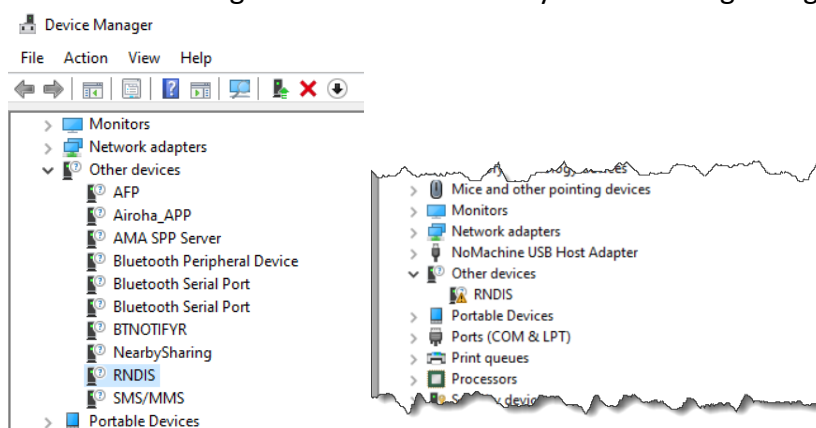 Device Manager
File Action View Help
Monitors
Network adapters
Other devices
AFP
Airoha_APP
AMA SPP Server
Bluetooth Peripheral Device
Bluetooth Serial Port
Bluetooth Serial Port
BTNOTIFYR
NearbySharing
RNDIS
SMS/MMS
Portable Devices
Mice and other pointing devices
Monitors
Network adapters
NoMachine USB Host Adapter
Other devices
RNDIS
Portable Devices
Ports (COM & LPT)
Print queues
Processors